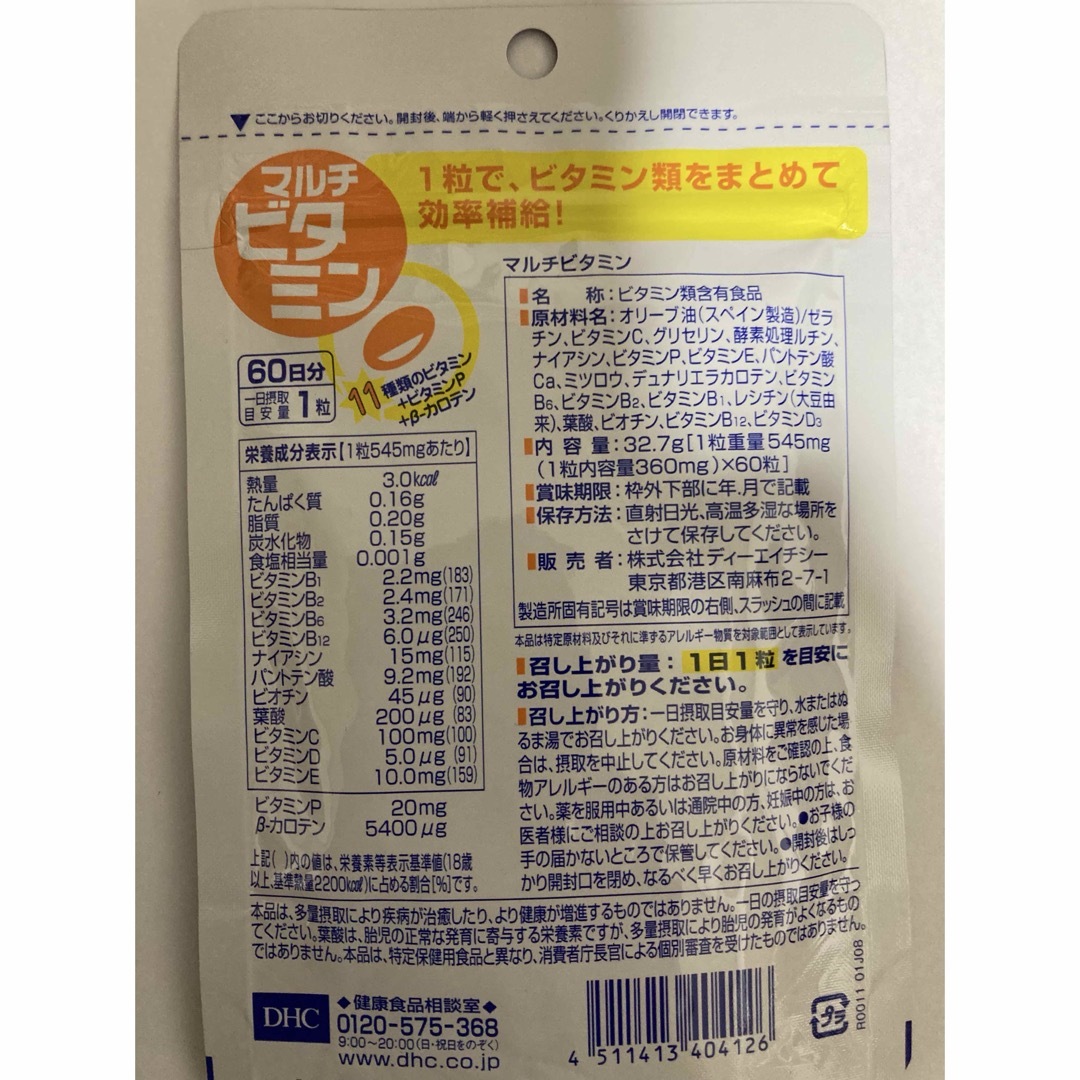 ▼ここからお切りください。開封後、端から軽く押さえてください。くりかえし開閉できます。
マルチ
ビタ
ミン
1粒で、ビタミン類をまとめて
効率補給！
60日分
一日摂取
目安量 1粒
11種類のビタミン
+ビタミンP
+β-カロテン
栄養成分表示【1粒545mgあたり】
熱量 3.0kcal
たんぱく質 0.16g
脂質 0.20g
炭水化物 0.15g
食塩相当量 0.001g
ビタミンB1 2.2mg(183)
ビタミンB2 2.4mg(171)
ビタミンB6 3.2mg(246)
ビタミンB12 6.0μg(250)
ナイアシン 15mg(115)
パントテン酸 9.2mg(192)
ビオチン 45μg(90)
葉酸 200μg(83)
ビタミンC 100mg(100)
ビタミンD 5.0μg(91)
ビタミンE 10.0mg(159)
ビタミンP 20mg
β-カロテン 5400μg
上記( )内の値は、栄養素等表示基準値(18歳
以上、基準熱量2200kcal)に占める割合[%]です。
マルチビタミン
名 称：ビタミン類含有食品
原材料名：オリーブ油(スペイン製造)/ゼラ
チン、ビタミンC、グリセリン、酵素処理ルチン、
ナイアシン、ビタミンP、ビタミンE、パントテン酸
Ca、ミツロウ、デュナリエラカロテン、ビタミン
B6、ビタミンB2、ビタミンB1、レシチン(大豆由
来)、葉酸、ビオチン、ビタミンB12、ビタミンD3
内 容 量：32.7g[1粒重量545mg
(1粒内容量360mg)×60粒]
賞味期限：枠外下部に年.月で記載
保存方法：直射日光、高温多湿な場所を
さけて保存してください。
販 売 者：株式会社ディーエイチシー
東京都港区南麻布2-7-1
製造所固有記号は賞味期限の右側、スラッシュの間に記載
本品は特定原材料及びそれに準ずるアレルギー物質を対象範囲として表示しています。
召し上がり量：1日1粒を目安に
お召し上がりください。
召し上がり方：一日摂取目安量を守り、水またはぬ
るま湯でお召し上がりください。お身体に異常を感じた場
合は、摂取を中止してください。原材料をご確認の上、食
物アレルギーのある方はお召し上がりにならないでくだ
さい。薬を服用中あるいは通院中の方、妊娠中の方は、お
医者様にご相談の上お召し上がりください。●お子様の
手の届かないところで保管してください。●開封後はしっ
かり開封口を閉め、なるべく早くお召し上がりください。
本品は、多量摂取により疾病が治癒したり、より健康が増進するものではありません。一日の摂取目安量を守っ
てください。葉酸は、胎児の正常な発育に寄与する栄養素ですが、多量摂取により胎児の発育がよくなるもの
ではありません。本品は、特定保健用食品と異なり、消費者庁長官による個別審査を受けたものではありません。
DHC
◆健康食品相談室◆
0120-575-368
9:00〜20:00(日・祝日をのぞく)
www.dhc.co.jp
4 511413 404126
プラ
R0011 01J08